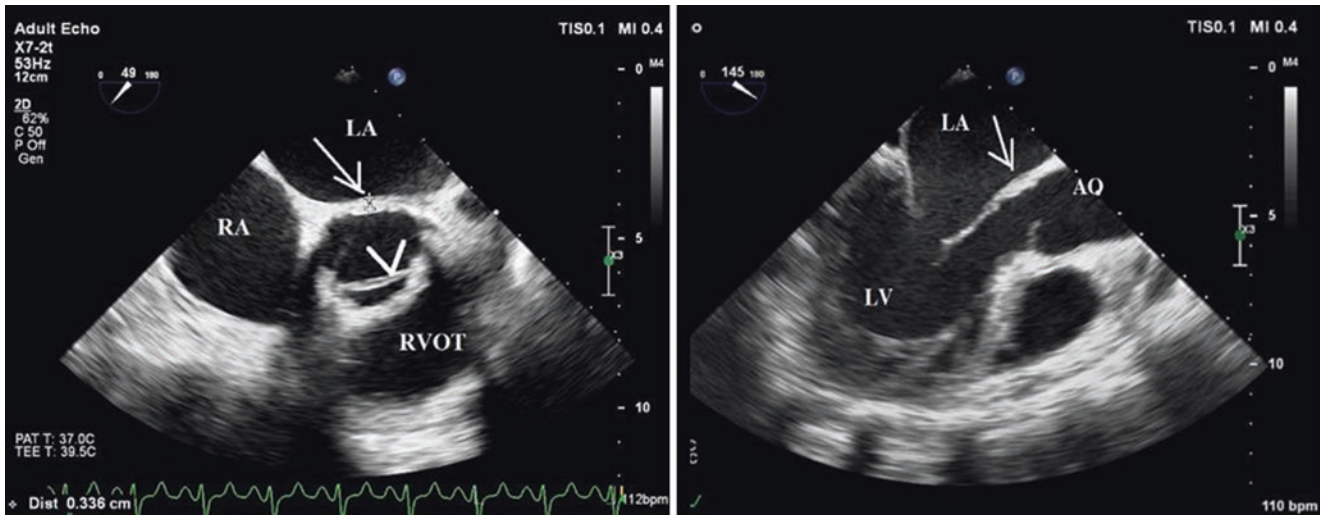 Adult Echo
X7-2t
53Hz
12cm
2D
62%
C 50
P Off
Gen
TIS0.1 MI 0.4
M4
0 49 180
P
0
LA
RA
RVOT
5
10
PAT T: 37.0C
TEE T: 39.5C
Dist 0.336 cm
112bpm
TIS0.1 MI 0.4
M4
0 145 180
P
0
LA
AO
LV
5
10
110 bpm